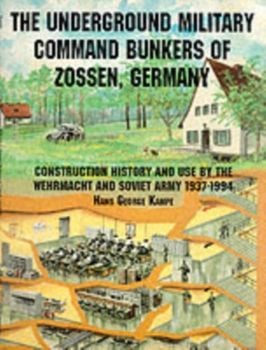 THE UNDERGROUND MILITARY
COMMAND BUNKERS OF
ZOSSEN, GERMANY
CONSTRUCTION HISTORY AND USE BY THE
WEHRMACHT AND SOVIET ARMY 1937-1994
HANS GEORGE KAMPE